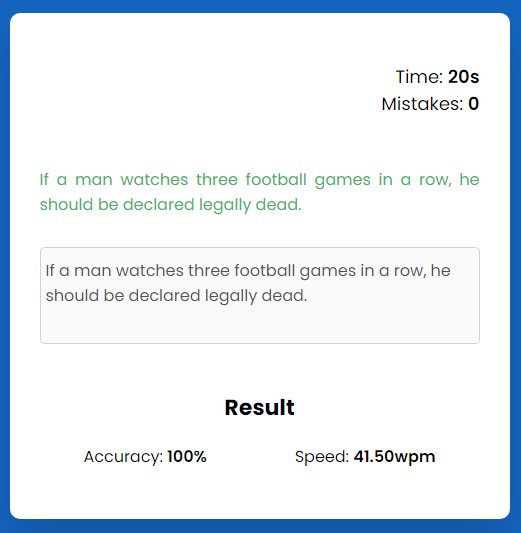 Time: 20s
Mistakes: 0
If a man watches three football games in a row, he
should be declared legally dead.
If a man watches three football games in a row, he
should be declared legally dead.
Result
Accuracy: 100% Speed: 41.50wpm